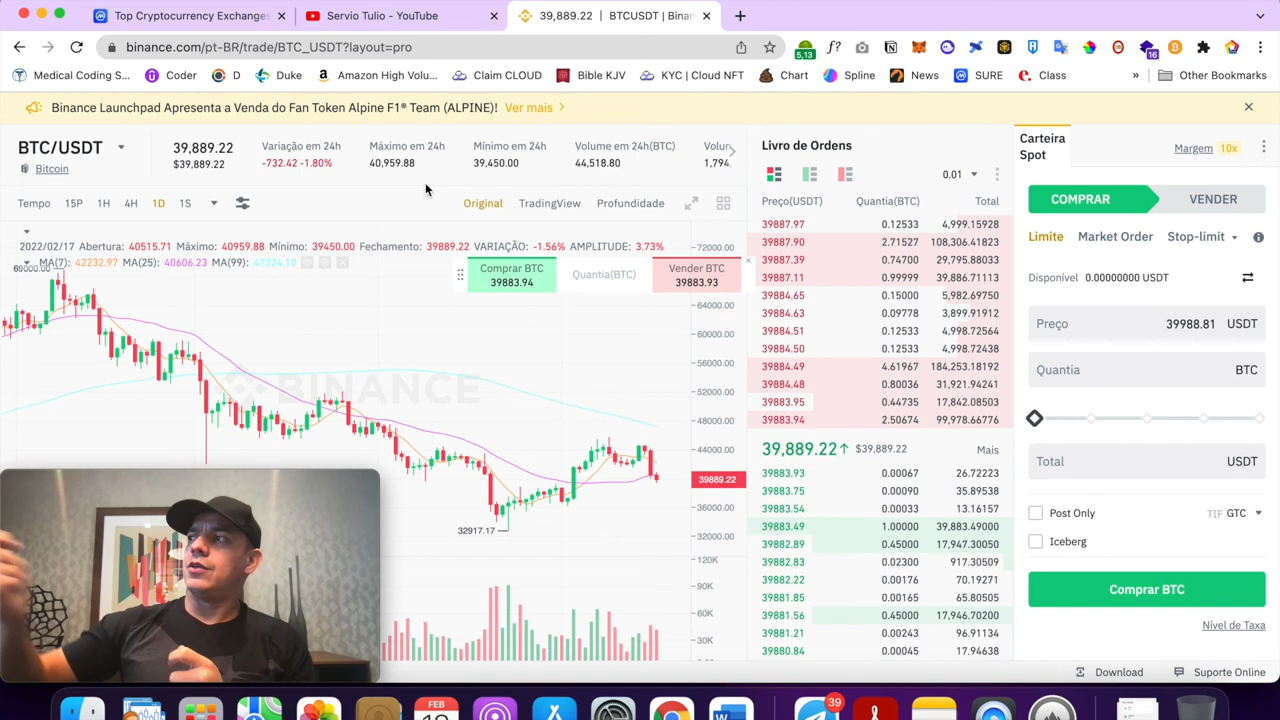 Top Cryptocurrency Exchanges
Servio Tulio - YouTube
39,889.22 | BTCUSDT | Binan
binance.com/pt-BR/trade/BTC_USDT?layout=pro
5,13
f?
16
Medical Coding S...
Coder
D
Duke
Amazon High Volu...
Claim CLOUD
Bible KJV
KYC | Cloud NFT
Chart
Spline
News
SURE
Class
»
Other Bookmarks
Binance Launchpad Apresenta a Venda do Fan Token Alpine F1® Team (ALPINE)! Ver mais
BTC/USDT
Bitcoin
39,889.22
$39,889.22
Variação em 24h
-732.42 -1.80%
Máximo em 24h
40,959.88
Mínimo em 24h
39,450.00
Volume em 24h(BTC)
44,518.80
Volun
1,794
Tempo 15P 1H 4H 1D 1S
Original TradingView Profundidade
2022/02/17 Abertura: 40515.71 Máximo: 40959.88 Mínimo: 39450.00 Fechamento: 39889.22 VARIAÇÃO: -1.56% AMPLITUDE: 3.73%
MA(7): 42232.97 MA(25): 40606.23 MA(99): 47224.10
69000.00
Comprar BTC
39883.94
Quantia(BTC)
Vender BTC
39883.93
BINANCE
32917.17
72000.00
64000.00
60000.00
56000.00
52000.00
48000.00
44000.00
39889.22
36000.00
32000.00
120K
90K
60K
30K
Livro de Ordens
0.01
Preço(USDT) Quantia(BTC) Total
39887.97 0.12533 4,999.15928
39887.90 2.71527 108,306.41823
39887.39 0.74700 29,795.88033
39887.11 0.99999 39,886.71113
39884.65 0.15000 5,982.69750
39884.63 0.09778 3,899.91912
39884.51 0.12533 4,998.72564
39884.50 0.12533 4,998.72438
39884.49 4.61967 184,253.18192
39884.48 0.80036 31,921.94241
39883.95 0.44735 17,842.08503
39883.94 2.50674 99,978.66776
39,889.22↑ $39,889.22 Mais
39883.93 0.00067 26.72223
39883.75 0.00090 35.89538
39883.54 0.00033 13.16157
39883.49 1.00000 39,883.49000
39882.89 0.45000 17,947.30050
39882.83 0.02300 917.30509
39882.22 0.00176 70.19271
39881.85 0.00165 65.80505
39881.56 0.45000 17,946.70200
39881.21 0.00243 96.91134
39880.84 0.00045 17.94638
Carteira
Spot
Margem 10x
COMPRAR VENDER
Limite Market Order Stop-limit
Disponível 0.00000000 USDT
Preço 39988.81 USDT
Quantia BTC
Total USDT
Post Only TIF GTC
Iceberg
Comprar BTC
Nível de Taxa
Download Suporte Online
FEB
39